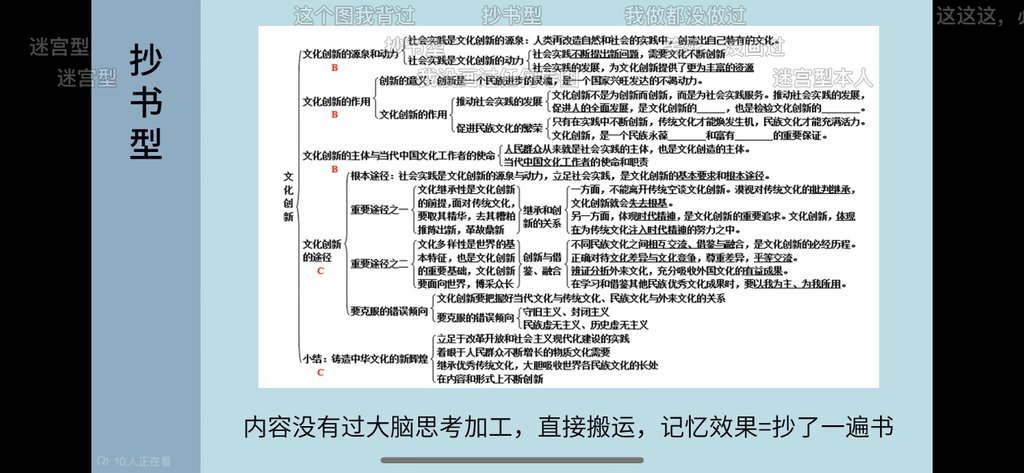 没有个图我背过
抄书型
我做都没做过
这这这，
迷宫型
抄书型
迷宫型
迷宫型本人
抄书型
文化创新
文化创新的源泉和动力
B
社会实践是文化创新的源泉：人类再改造自然和社会的实践中，创造出自己特有的文化。
社会实践是文化创新的动力
社会实践不断提出新问题，需要文化不断创新
社会实践的发展，为文化创新提供了更为丰富的资源
文化创新的作用
B
创新的意义：创新是一个民族进步的灵魂，是一个国家兴旺发达的不竭动力。
文化创新的作用
推动社会实践的发展
文化创新不是为创新而创新，而是为社会实践服务。推动社会实践的发展，
促进人的全面发展，是文化创新的______，也是检验文化创新的______。
促进民族文化的繁荣
只有在实践中不断创新，传统文化才能焕发生机，民族文化才能充满活力。
文化创新，是一个民族永葆______和富有______的重要保证。
文化创新的主体与当代中国文化工作者的使命
B
人民群众从来就是社会实践的主体，也是文化创造的主体。
当代中国文化工作者的使命和职责
文化创新
的途径
C
根本途径：社会实践是文化创新的源泉与动力，立足社会实践，是文化创新的基本要求和根本途径。
重要途径之一
文化继承性是文化创新
的前提，面对传统文化，
要取其精华，去其糟粕
推陈出新，革故鼎新
继承和创
新的关系
一方面，不能离开传统空谈文化创新。漠视对传统文化的批判继承，
文化创新就会失去根基。
另一方面，体现时代精神，是文化创新的重要追求。文化创新，体现
在为传统文化注入时代精神的努力之中。
重要途径之二
文化多样性是世界的基
本特征，也是文化创新
的重要基础，文化创新
要面向世界，博采众长
创新与借
鉴、融合
不同民族文化之间相互交流、借鉴与融合，是文化创新的必经历程。
正确对待文化差异与文化竞争，尊重差异，平等交流。
辨证分析外来文化，充分吸收外国文化的有益成果。
在学习和借鉴其他民族优秀文化成果时，要以我为主、为我所用。
要克服的错误倾向
文化创新要把握好当代文化与传统文化、民族文化与外来文化的关系
要克服的错误倾向
守旧主义、封闭主义
民族虚无主义、历史虚无主义
小结：铸造中华文化的新辉煌
C
立足于改革开放和社会主义现代化建设的实践
着眼于人民群众不断增长的物质文化需要
继承优秀传统文化，大胆吸收世界各民族文化的长处
在内容和形式上不断创新
内容没有过大脑思考加工，直接搬运，记忆效果=抄了一遍书
10人正在看